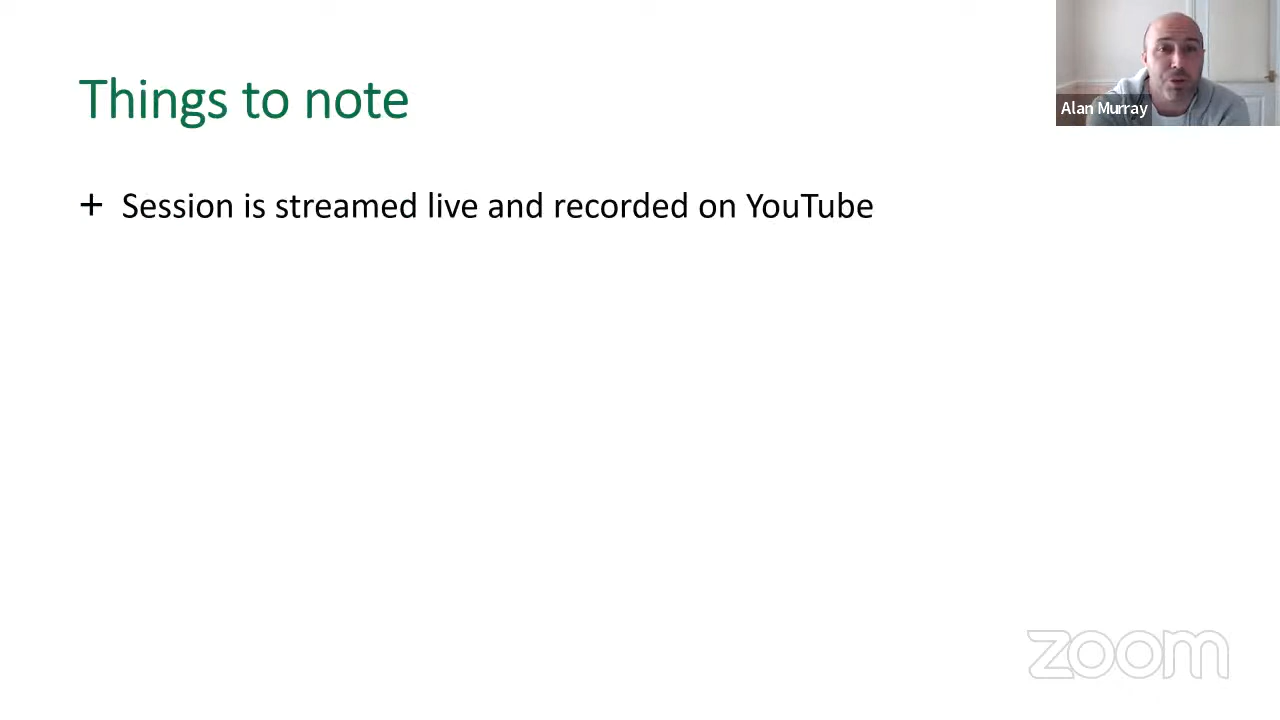 Things to note
Alan Murray
+ Session is streamed live and recorded on YouTube
zoom